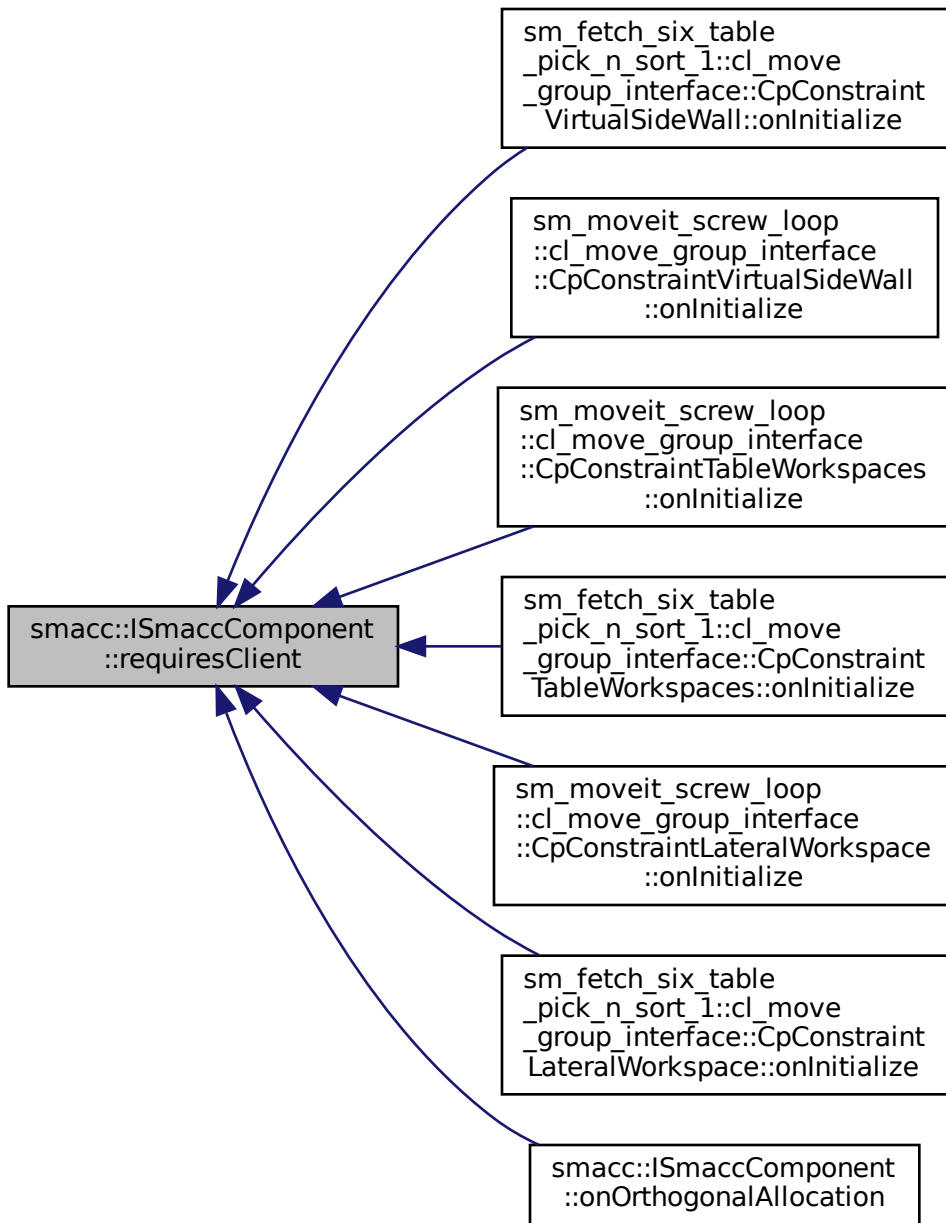 sm_fetch_six_table
_pick_n_sort_1::cl_move
_group_interface::CpConstraint
VirtualSideWall::onInitialize
sm_moveit_screw_loop
::cl_move_group_interface
::CpConstraintVirtualSideWall
::onInitialize
sm_moveit_screw_loop
::cl_move_group_interface
::CpConstraintTableWorkspaces
::onInitialize
smacc::ISmaccComponent
::requiresClient
sm_fetch_six_table
_pick_n_sort_1::cl_move
_group_interface::CpConstraint
TableWorkspaces::onInitialize
sm_moveit_screw_loop
::cl_move_group_interface
::CpConstraintLateralWorkspace
::onInitialize
sm_fetch_six_table
_pick_n_sort_1::cl_move
_group_interface::CpConstraint
LateralWorkspace::onInitialize
smacc::ISmaccComponent
::onOrthogonalAllocation